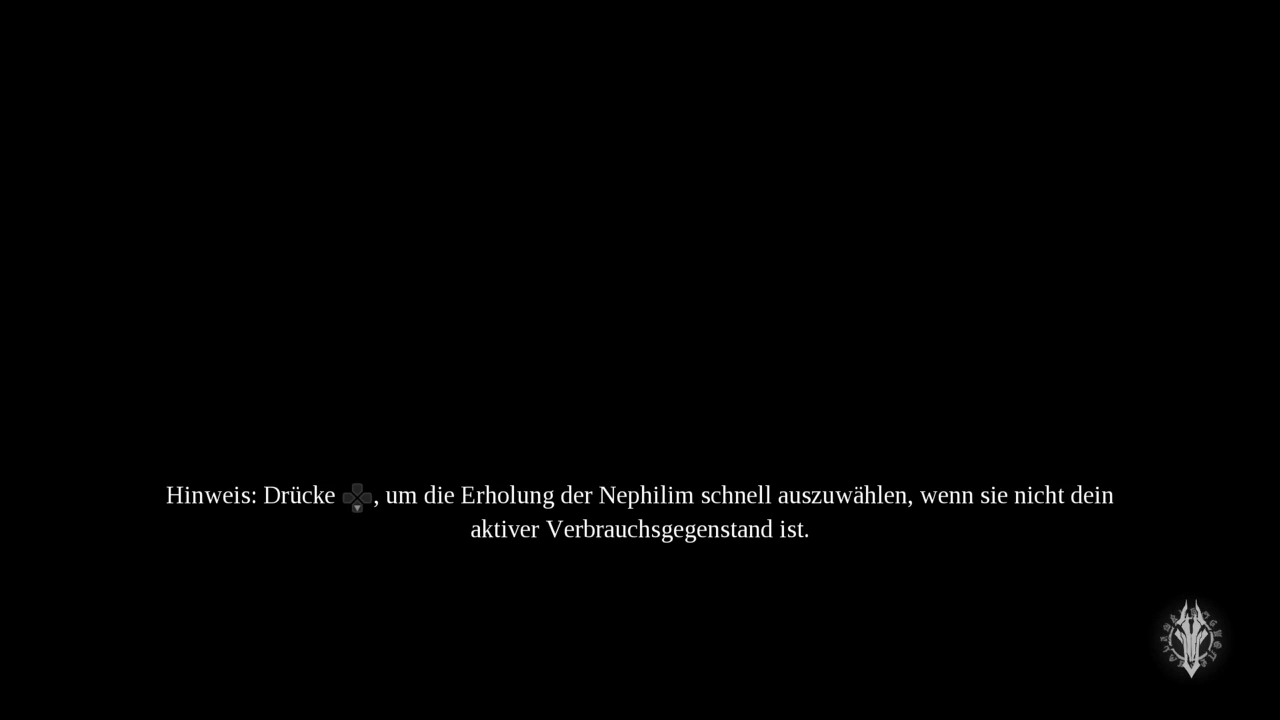 Hinweis: Drücke , um die Erholung der Nephilim schnell auszuwählen, wenn sie nicht dein
aktiver Verbrauchsgegenstand ist.